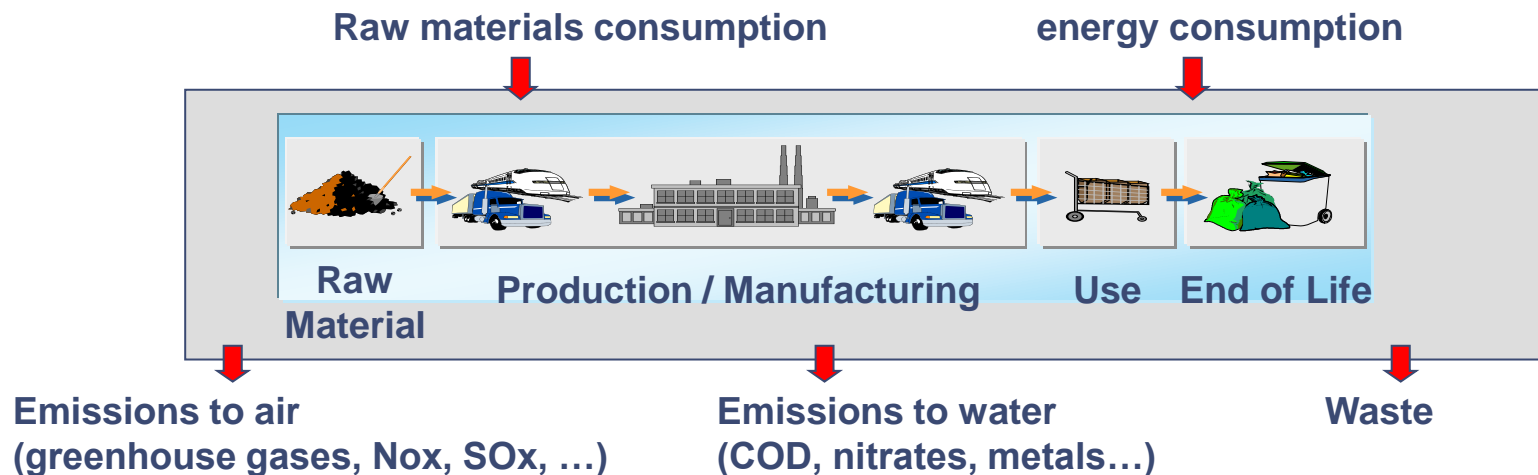 Raw materials consumption
energy consumption
Raw
Material
Production / Manufacturing
Use
End of Life
Emissions to air
(greenhouse gases, Nox, SOx, …)
Emissions to water
(COD, nitrates, metals…)
Waste